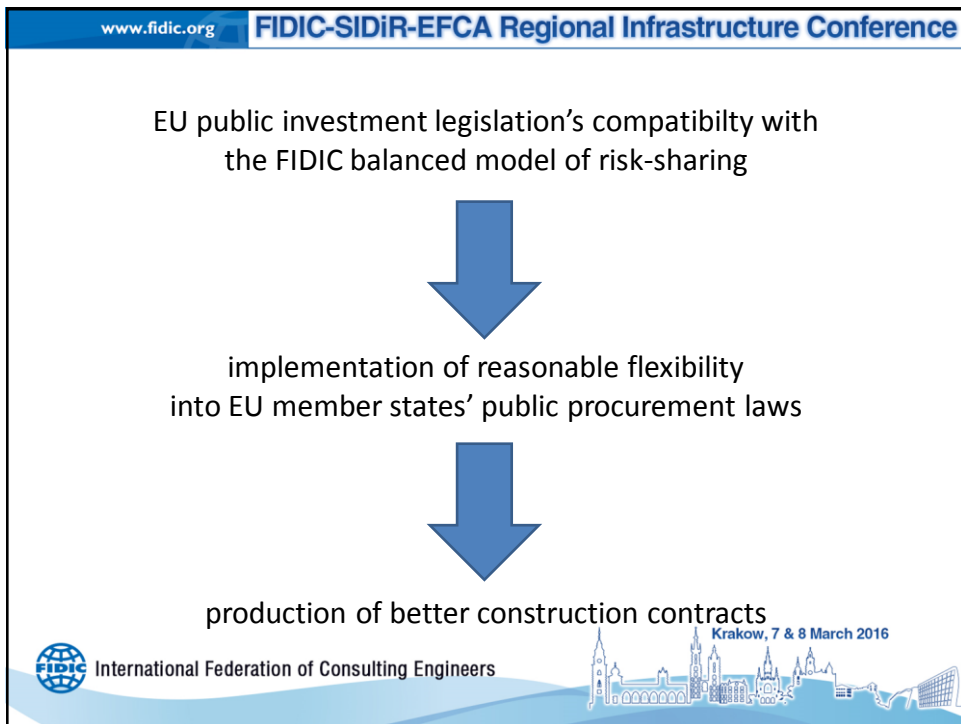 www.fidic.org FIDIC-SIDiR-EFCA Regional Infrastructure Conference
EU public investment legislation’s compatibilty with
the FIDIC balanced model of risk-sharing
implementation of reasonable flexibility
into EU member states’ public procurement laws
production of better construction contracts
Krakow, 7 & 8 March 2016
FIDIC International Federation of Consulting Engineers